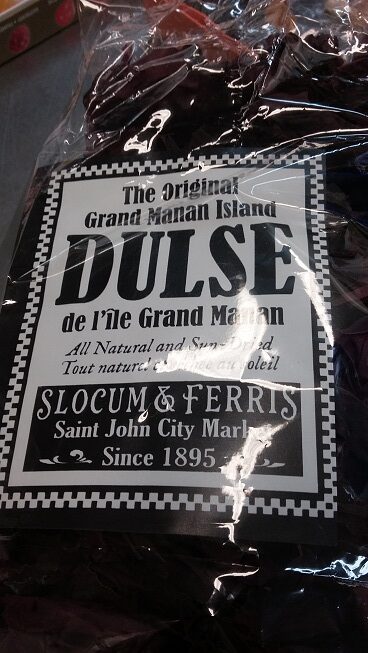 The Original
Grand Manan Island
DULSE
de l'île Grand Manan
All Natural and Sun-Dried
Tout naturel au soleil
SLOCUM & FERRIS
Saint John City Market
Since 1895